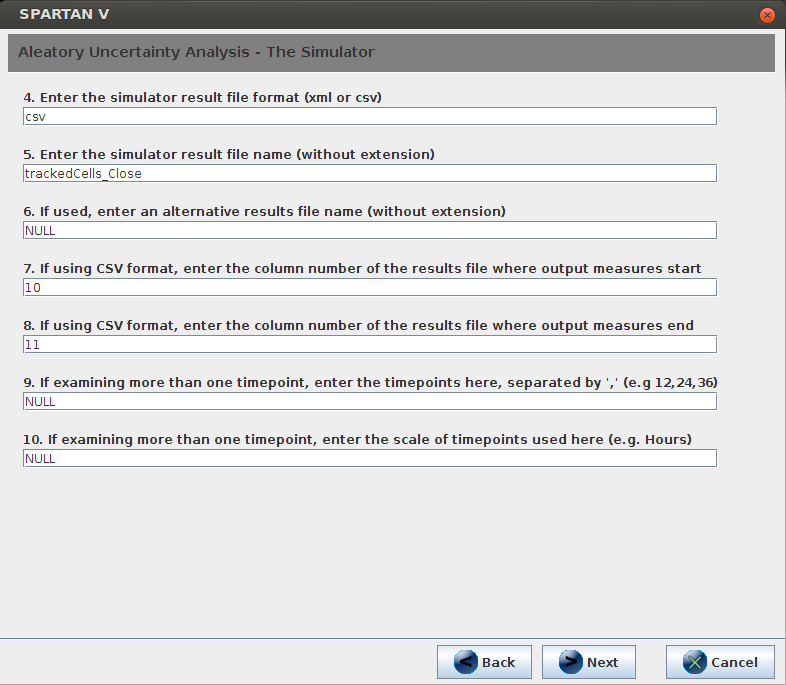 SPARTAN V
Aleatory Uncertainty Analysis - The Simulator
4. Enter the simulator result file format (xml or csv)
csv
5. Enter the simulator result file name (without extension)
trackedCells_Close
6. If used, enter an alternative results file name (without extension)
NULL
7. If using CSV format, enter the column number of the results file where output measures start
10
8. If using CSV format, enter the column number of the results file where output measures end
11
9. If examining more than one timepoint, enter the timepoints here, separated by ',' (e.g 12,24,36)
NULL
10. If examining more than one timepoint, enter the scale of timepoints used here (e.g. Hours)
NULL
Back Next Cancel